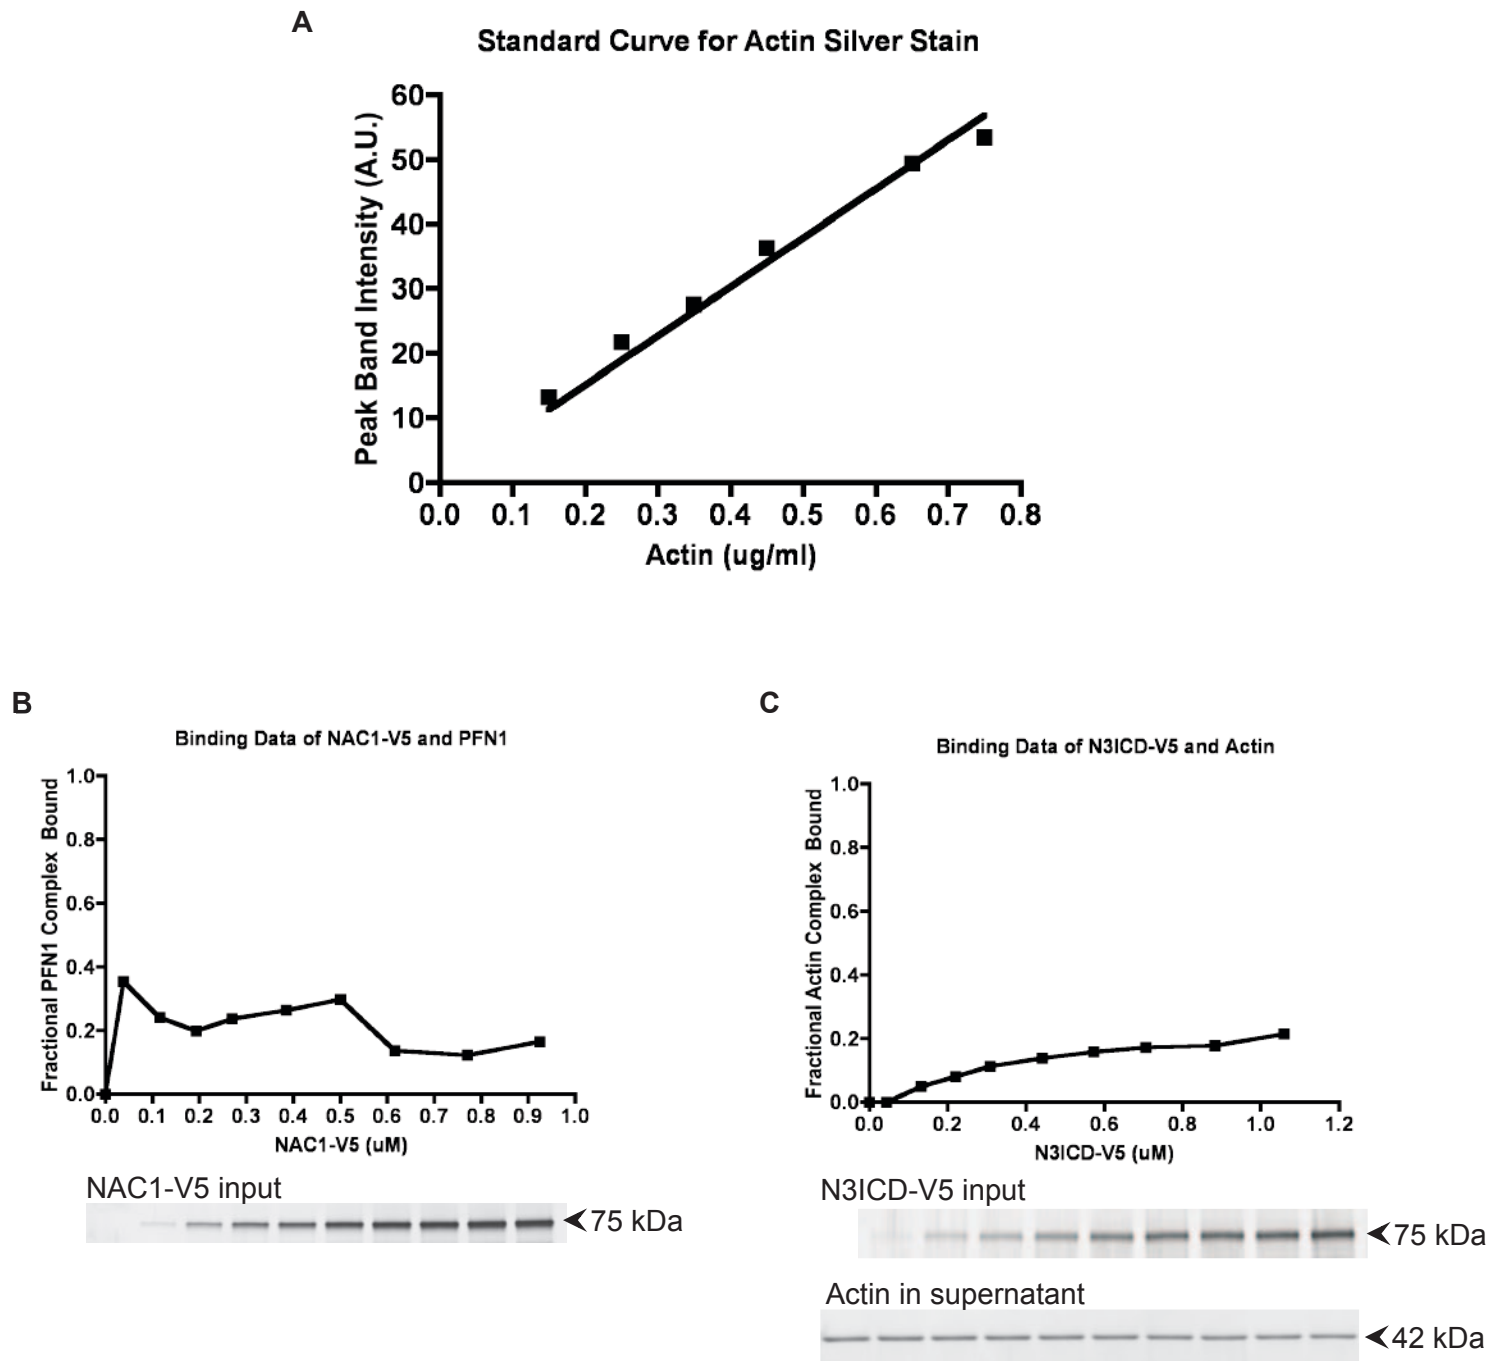 A
Standard Curve for Actin Silver Stain
Peak Band Intensity (A.U.)
60
50
40
30
20
10
0
0.0 0.1 0.2 0.3 0.4 0.5 0.6 0.7 0.8
Actin (ug/ml)
B
Binding Data of NAC1-V5 and PFN1
Fractional PFN1 Complex Bound
1.0
0.8
0.6
0.4
0.2
0.0
0.0 0.1 0.2 0.3 0.4 0.5 0.6 0.7 0.8 0.9 1.0
NAC1-V5 (uM)
NAC1-V5 input
75 kDa
C
Binding Data of N3ICD-V5 and Actin
Fractional Actin Complex Bound
1.0
0.8
0.6
0.4
0.2
0.0
0.0 0.2 0.4 0.6 0.8 1.0 1.2
N3ICD-V5 (uM)
N3ICD-V5 input
75 kDa
Actin in supernatant
42 kDa